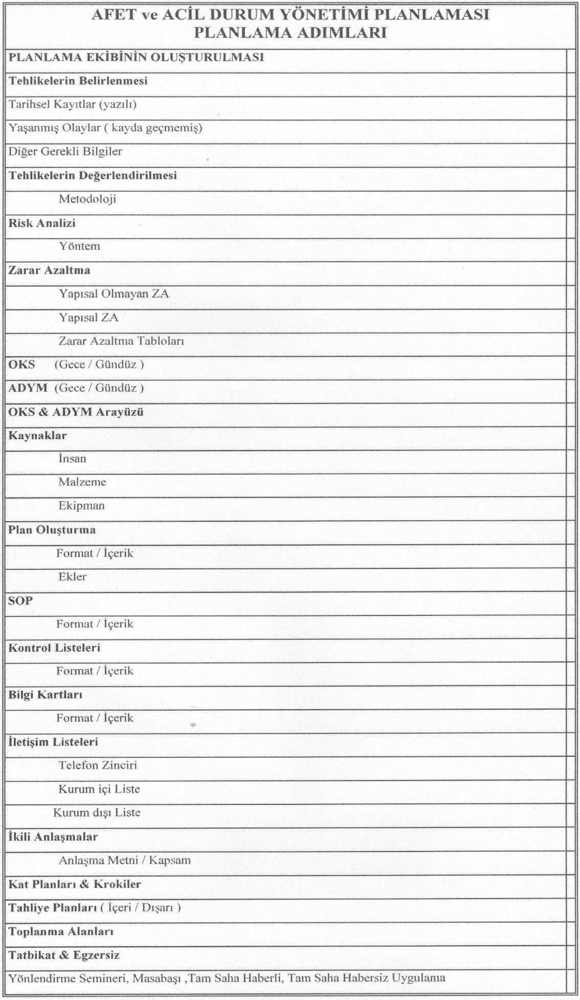 AFET ve ACİL DURUM YÖNETİMİ PLANLAMASI
PLANLAMA ADIMLARI
PLANLAMA EKİBİNİN OLUŞTURULMASI
Tehlikelerin Belirlenmesi
Tarihsel Kayıtlar (yazılı)
Yaşanmış Olaylar ( kayda geçmemiş)
Diğer Gerekli Bilgiler
Tehlikelerin Değerlendirilmesi
Metodoloji
Risk Analizi
Yöntem
Zarar Azaltma
Yapısal Olmayan ZA
Yapısal ZA
Zarar Azaltma Tabloları
OKS (Gece / Gündüz )
ADYM (Gece / Gündüz )
OKS & ADYM Arayüzü
Kaynaklar
İnsan
Malzeme
Ekipman
Plan Oluşturma
Format / İçerik
Ekler
SOP
Format / İçerik
Kontrol Listeleri
Format / İçerik
Bilgi Kartları
Format / İçerik
İletişim Listeleri
Telefon Zinciri
Kurum içi Liste
Kurum dışı Liste
İkili Anlaşmalar
Anlaşma Metni / Kapsam
Kat Planları & Krokiler
Tahliye Planları ( İçeri / Dışarı )
Toplanma Alanları
Tatbikat & Egzersiz
Yönlendirme Semineri, Masabaşı ,Tam Saha Haberli, Tam Saha Habersiz Uygulama